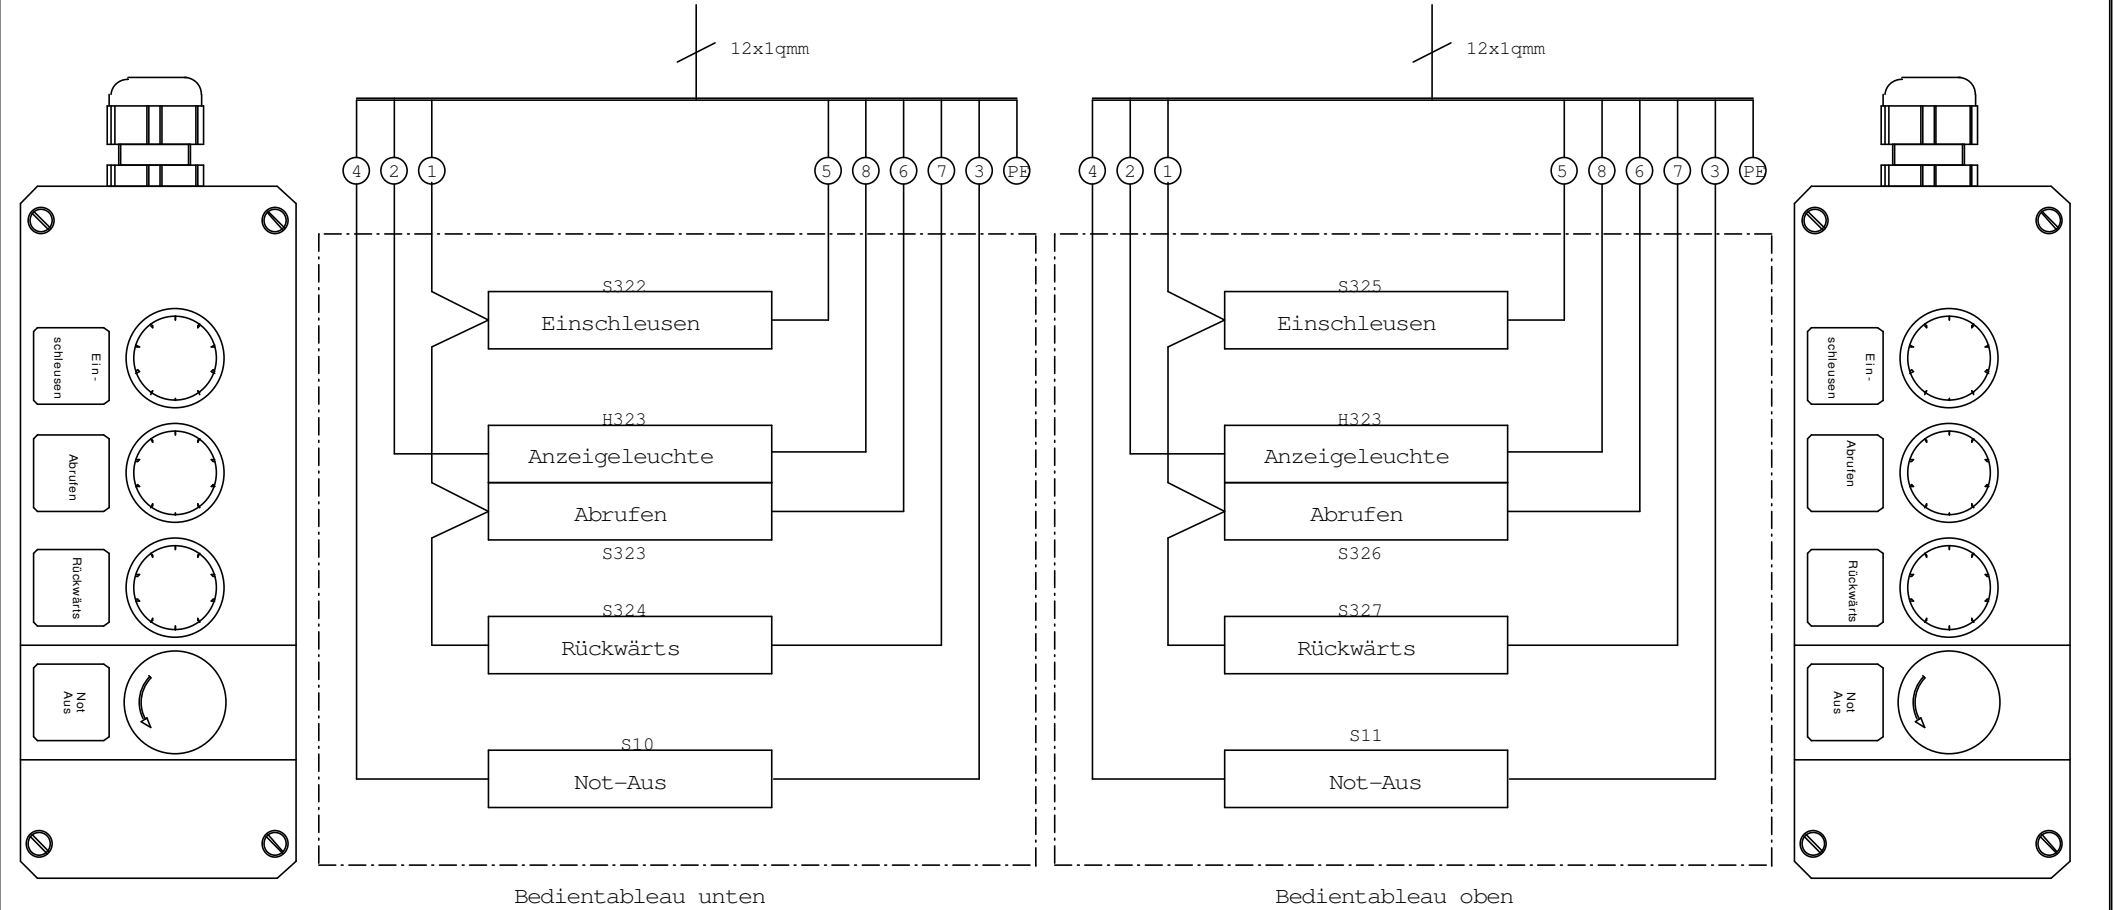 12x1qmm
12x1qmm
4 2 1 5 8 6 7 3 PE
4 2 1 5 8 6 7 3 PE
Ein-
schleusen
Abrufen
Rückwärts
Not
Aus
S322
Einschleusen
H323
Anzeigeleuchte
Abrufen
S323
S324
Rückwärts
S10
Not-Aus
Bedientableau unten
S325
Einschleusen
H323
Anzeigeleuchte
Abrufen
S326
S327
Rückwärts
S11
Not-Aus
Bedientableau oben
Ein-
schleusen
Abrufen
Rückwärts
Not
Aus